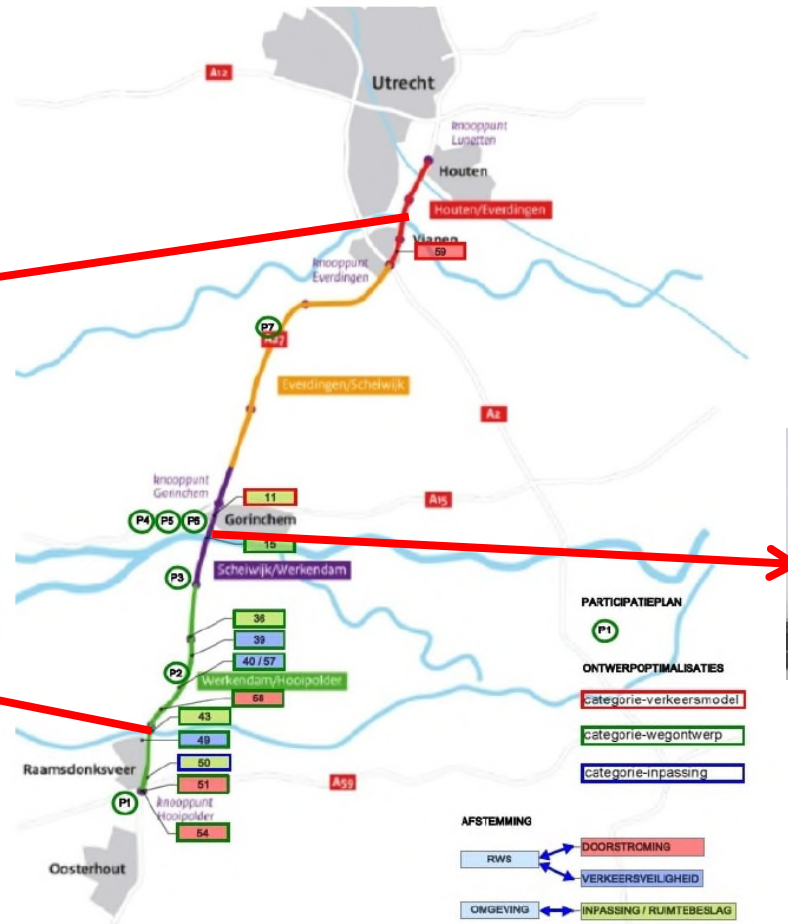 Utrecht
A12
knooppunt
Lunetten
Houten
Houten/Everdingen
Vianen
59
knooppunt
Everdingen
P7
A27
Everdingen/Scheiwijk
A2
knooppunt
Gorinchem
11
A15
P4 P5 P6
Gorinchem
15
P3
Scheiwijk/Werkendam
36
39
40 / 57
P2
Werkendam/Hooipolder
58
43
49
50
Raamsdonksveer
51
A59
P1
knooppunt
Hooipolder
54
Oosterhout
PARTICIPATIEPLAN
P1
ONTWERPOPTIMALISATIES
categorie-verkeersmodel
categorie-wegontwerp
categorie-inpassing
AFSTEMMING
DOORSTROMING
RWS
VERKEERSVEILIGHEID
OMGEVING
INPASSING / RUIMTEBESLAG